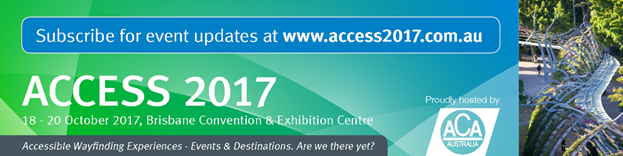 Subscribe for event updates at www.access2017.com.au
ACCESS 2017
18 - 20 October 2017, Brisbane Convention & Exhibition Centre
Accessible Wayfinding Experiences - Events & Destinations. Are we there yet?
Proudly hosted by
ACA
AUSTRALIA